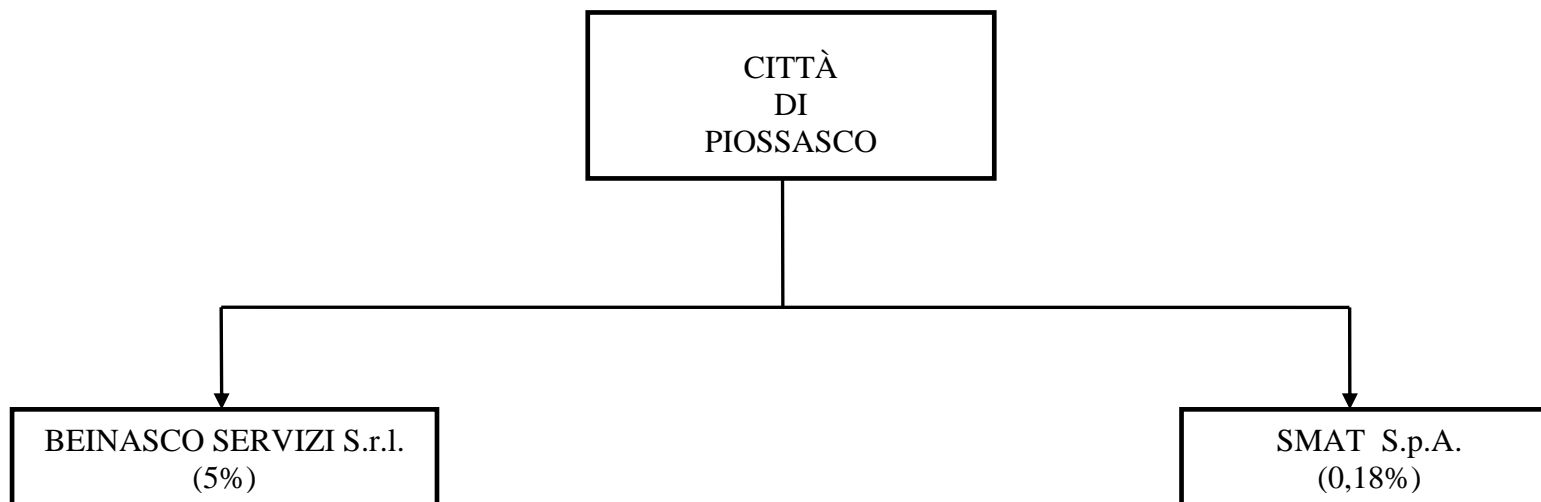 CITTÀ
DI
PIOSSASCO
BEINASCO SERVIZI S.r.l.
(5%)
SMAT S.p.A.
(0,18%)